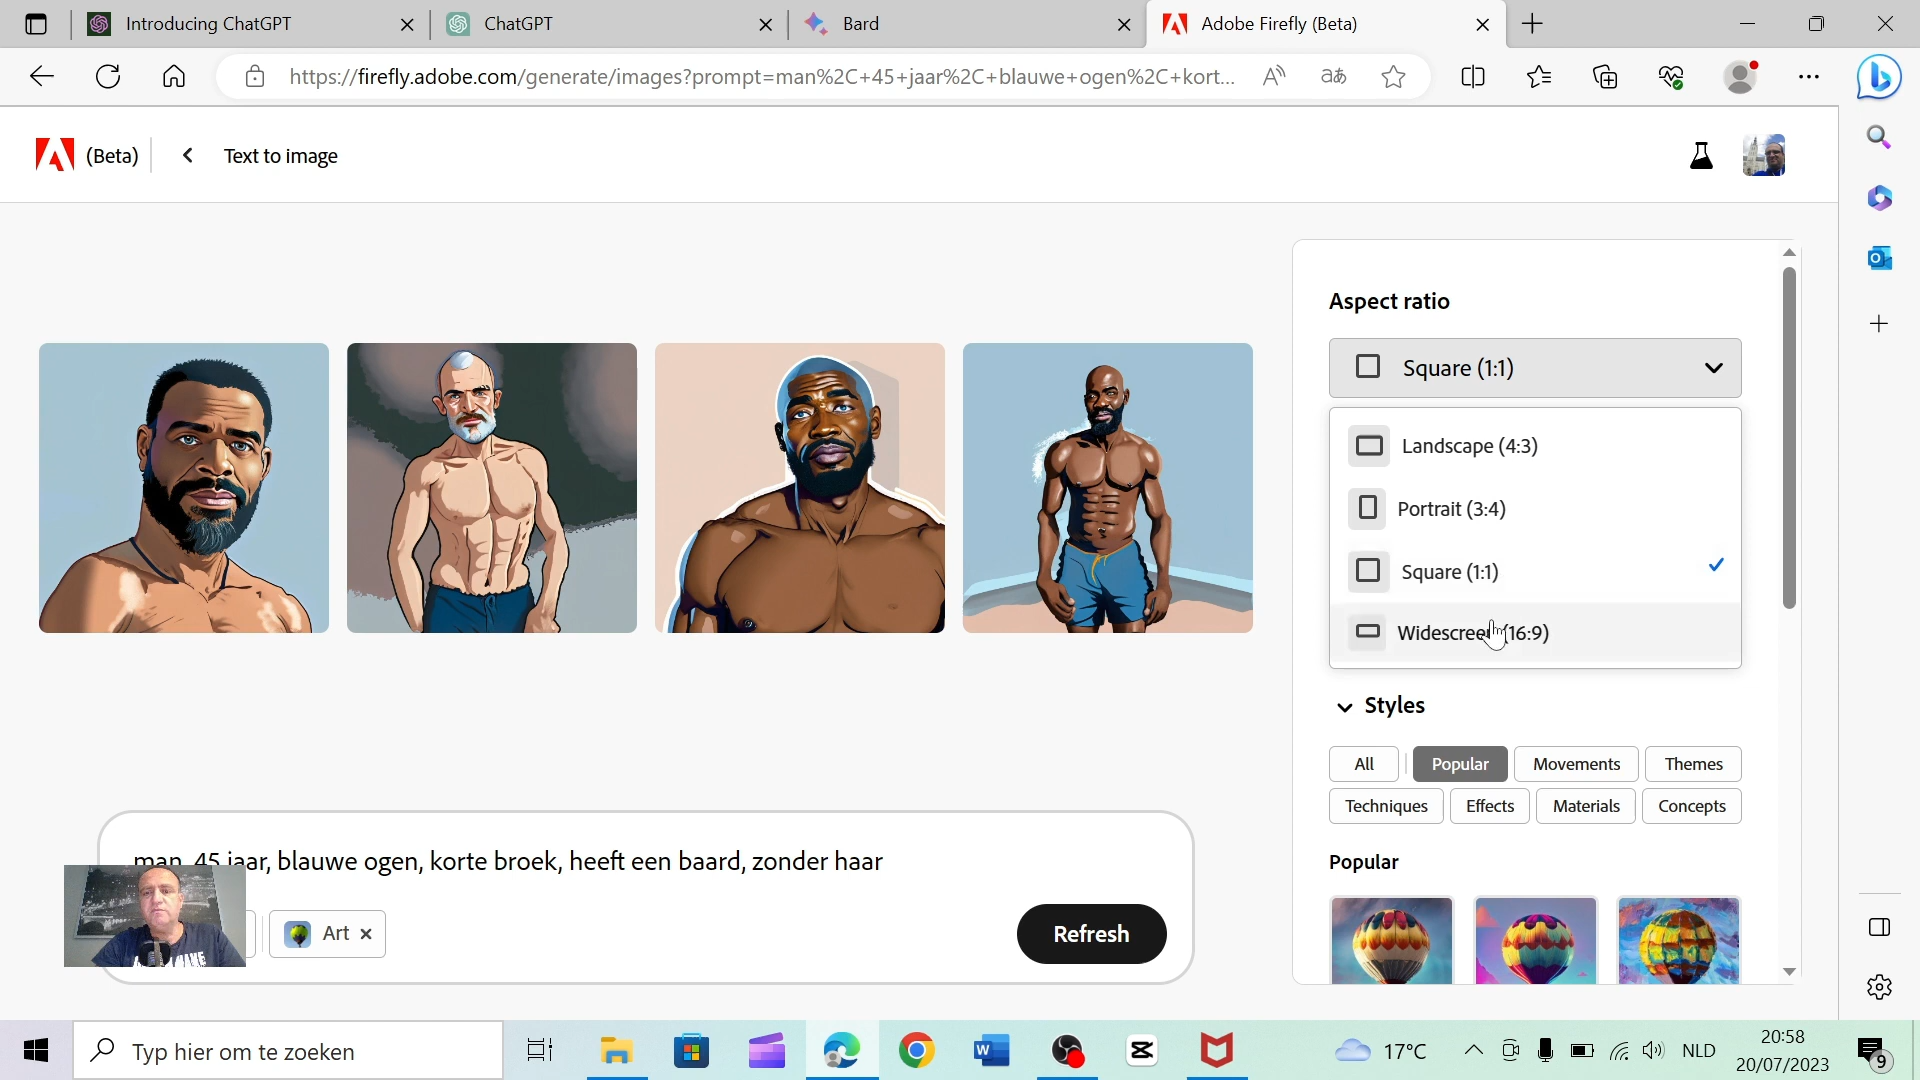 Introducing ChatGPT
ChatGPT
Bard
Adobe Firefly (Beta)
https://firefly.adobe.com/generate/images?prompt=man%2C+45+jaar%2C+blauwe+ogen%2C+kort...
(Beta)
Text to image
Aspect ratio
Square (1:1)
Landscape (4:3)
Portrait (3:4)
Square (1:1)
(16:9)
Styles
All
Popular
Movements
Themes
Techniques
Effects
Materials
Concepts
Popular
man, 45 jaar, blauwe ogen, korte broek, heeft een baard, zonder haar
Art
Refresh
Typ hier om te zoeken
17°C
NLD
20:58
20/07/2023
9